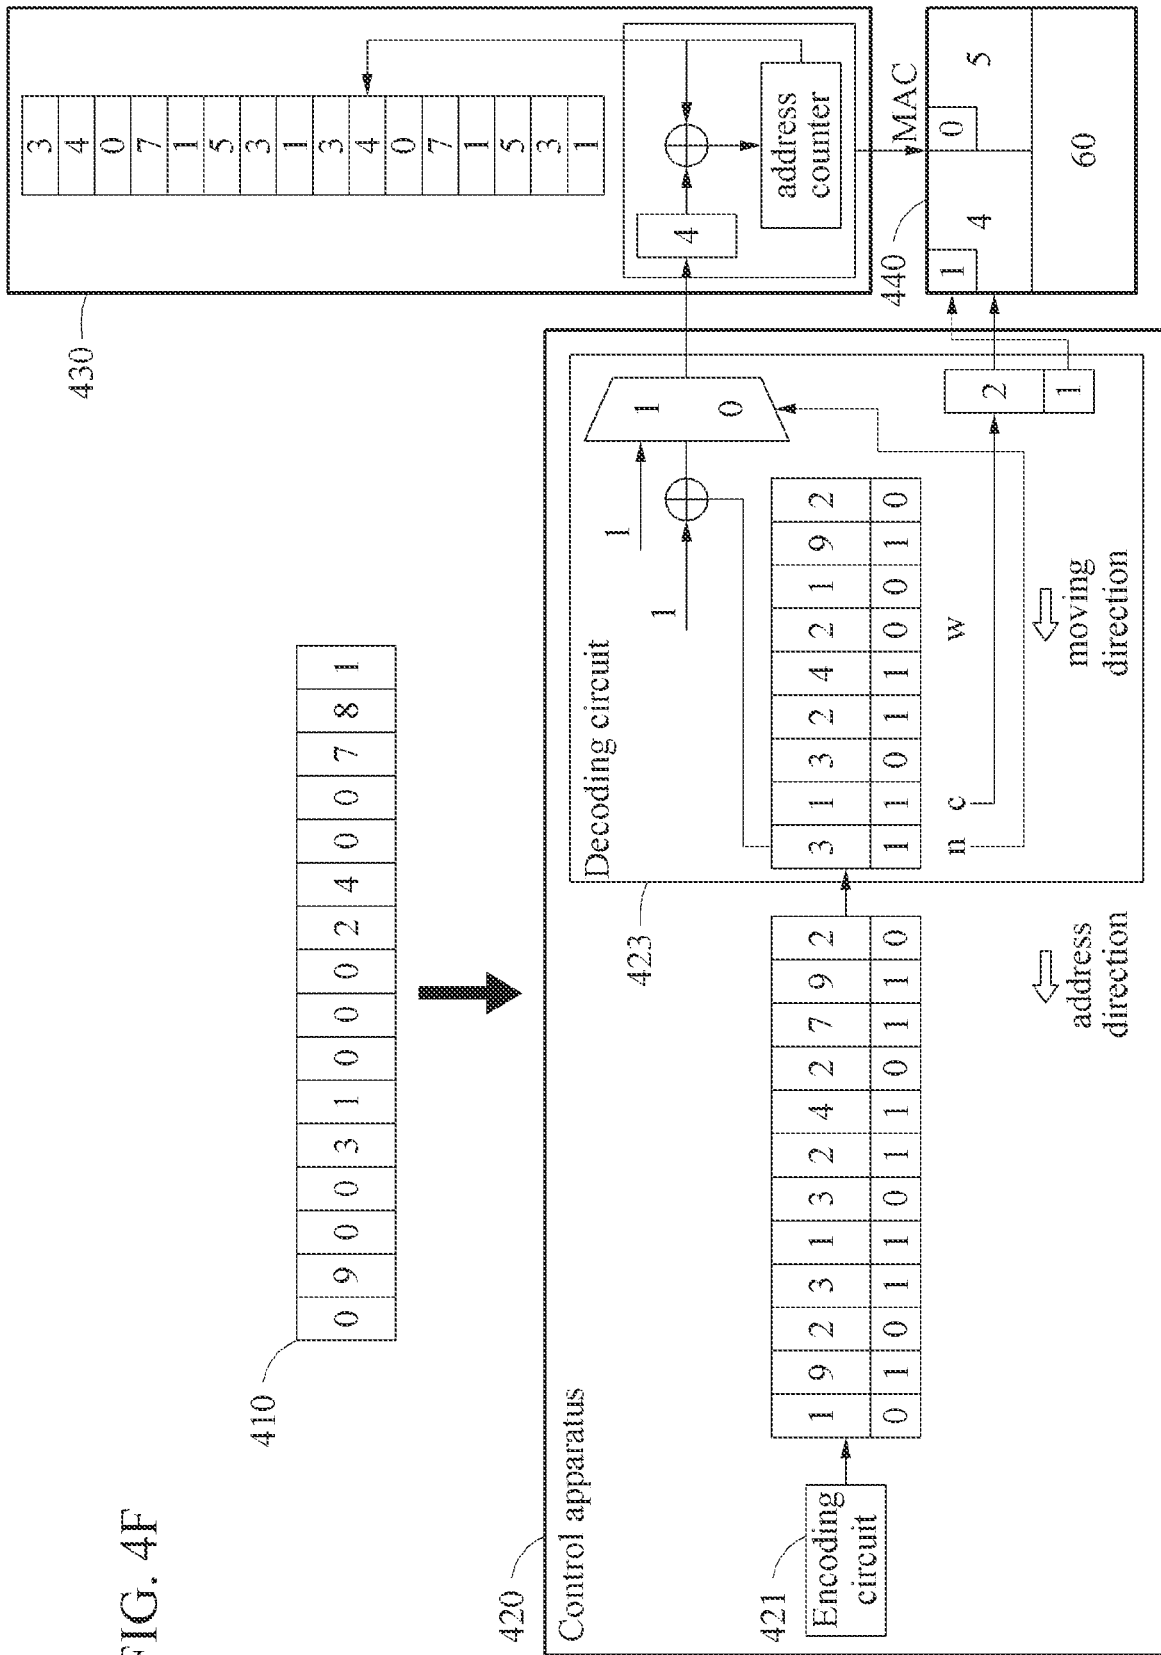 FIG. 4F
410
0 9 0 0 3 1 0 0 0 2 4 0 0 7 8 1
420
Control apparatus
421
Encoding
circuit
1 9 2 3 1 3 2 4 2 7 9 2
0 1 0 1 1 0 1 1 0 1 1 0
address
direction
423
Decoding circuit
1
1
1
0
3 1 3 2 4 2 1 9 2
1 1 0 1 1 0 0 1 0
n c w
moving
direction
2
1
430
3
4
0
7
1
5
3
1
3
4
0
7
1
5
3
1
4
address
counter
MAC
440
1
4
0
5
60